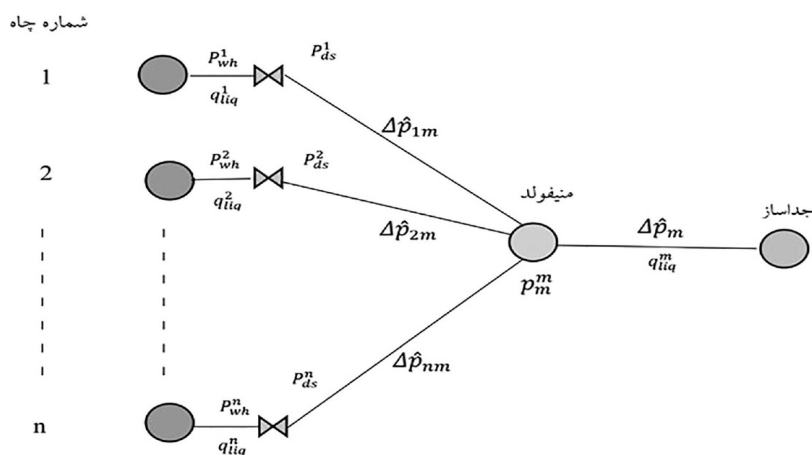 شماره چاه
1
P_{wh}^{1}
q_{liq}^{1}
P_{ds}^{1}
Δp̂_{1m}
2
P_{wh}^{2}
q_{liq}^{2}
P_{ds}^{2}
Δp̂_{2m}
منیفولد
p_{m}^{m}
Δp̂_{m}
q_{liq}^{m}
جداساز
n
P_{wh}^{n}
q_{liq}^{n}
P_{ds}^{n}
Δp̂_{nm}